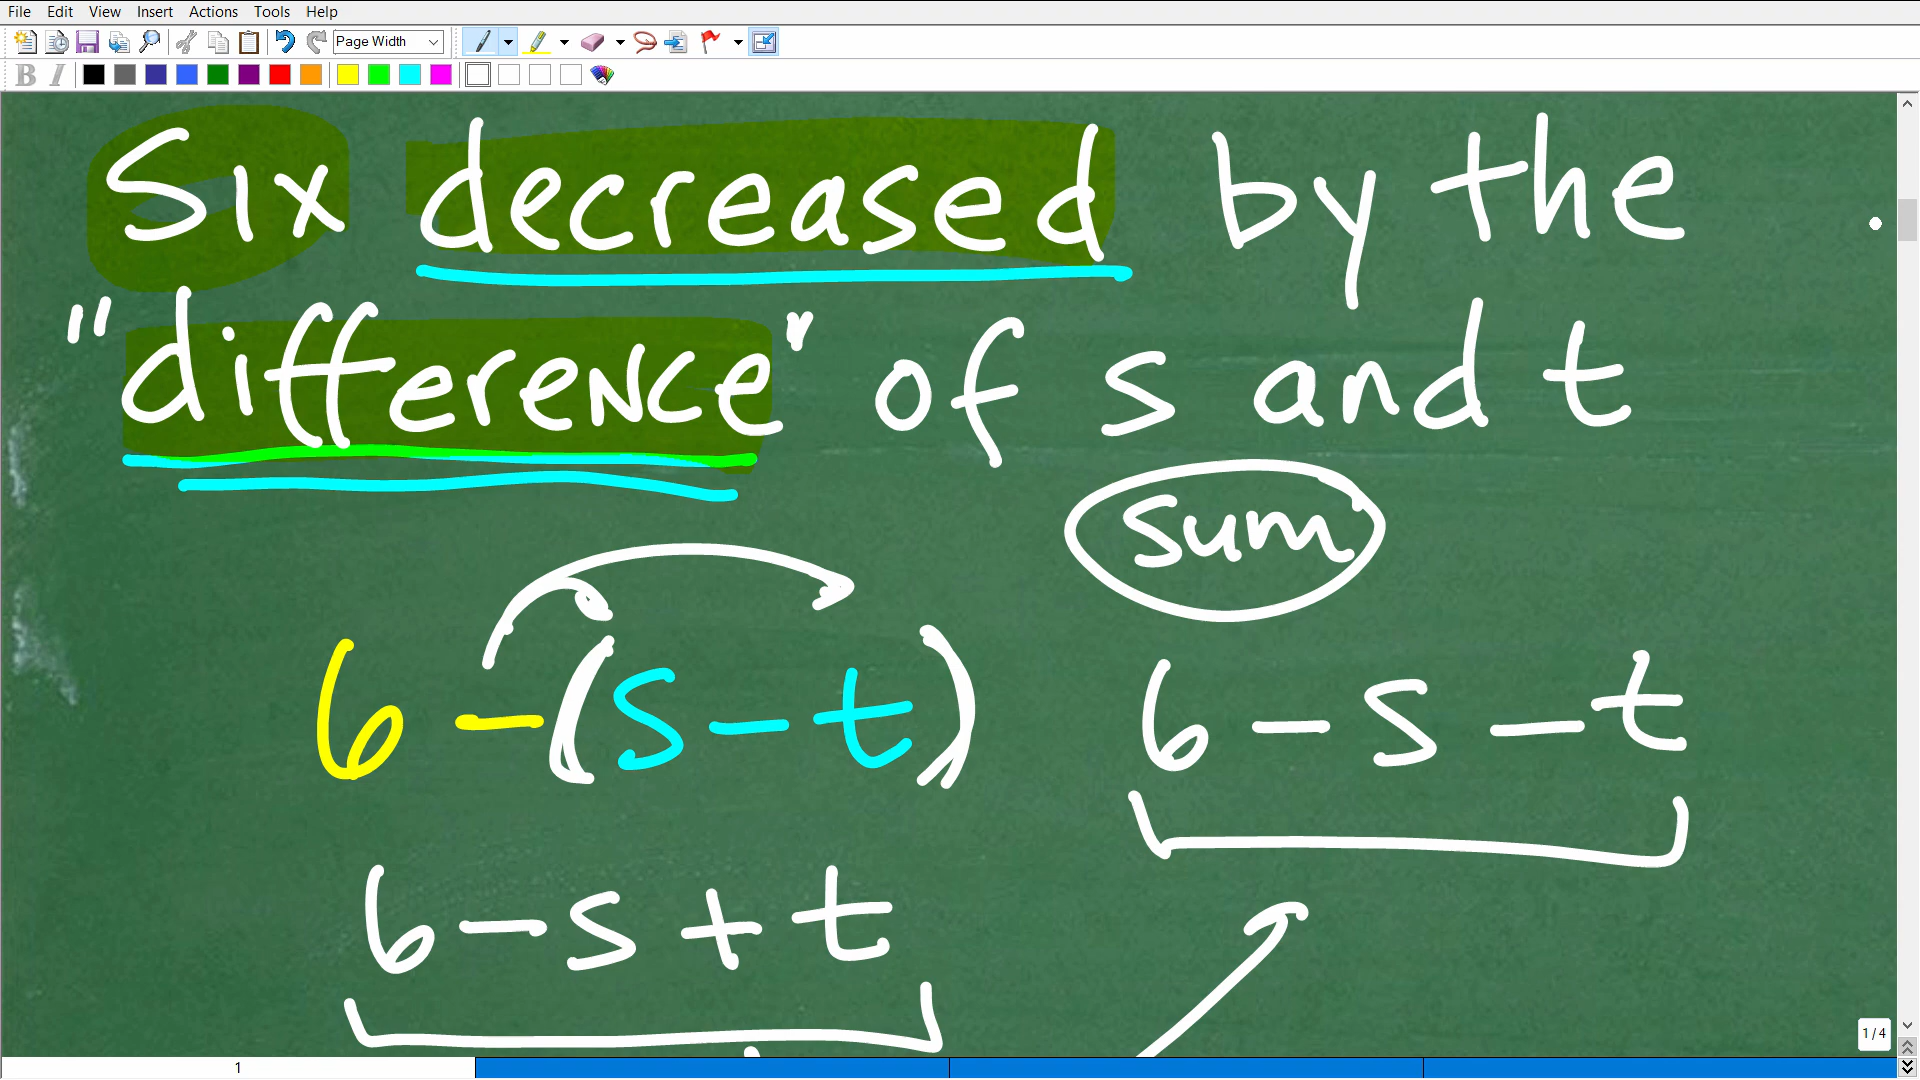 File Edit View Insert Actions Tools Help
Page Width
B I
Six decreased by the
"difference" of s and t
sum
6 - (s - t)
6 - s - t
6 - s + t
1 / 4
1